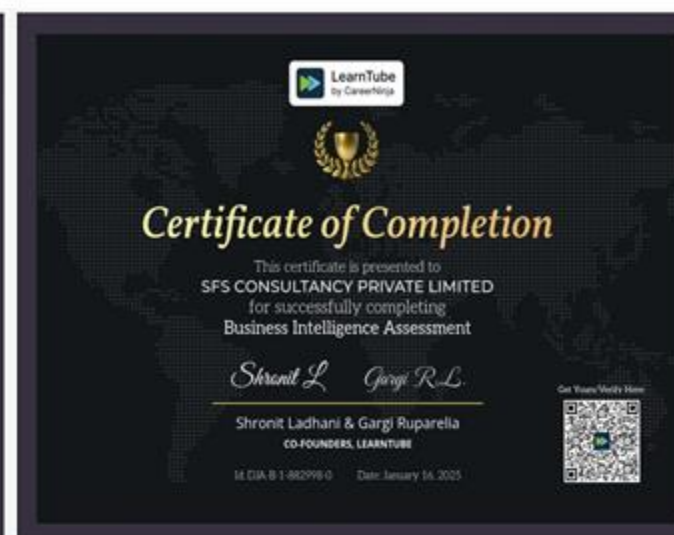 LearnTube
by CareerNinja
Certificate of Completion
This certificate is presented to
SFS CONSULTANCY PRIVATE LIMITED
for successfully completing
Business Intelligence Assessment
Shronit L Gargi R.L.
Shronit Ladhani & Gargi Ruparelia
CO-FOUNDERS, LEARNTUBE
Get Yours/Verify Here
Date: January 16, 2025